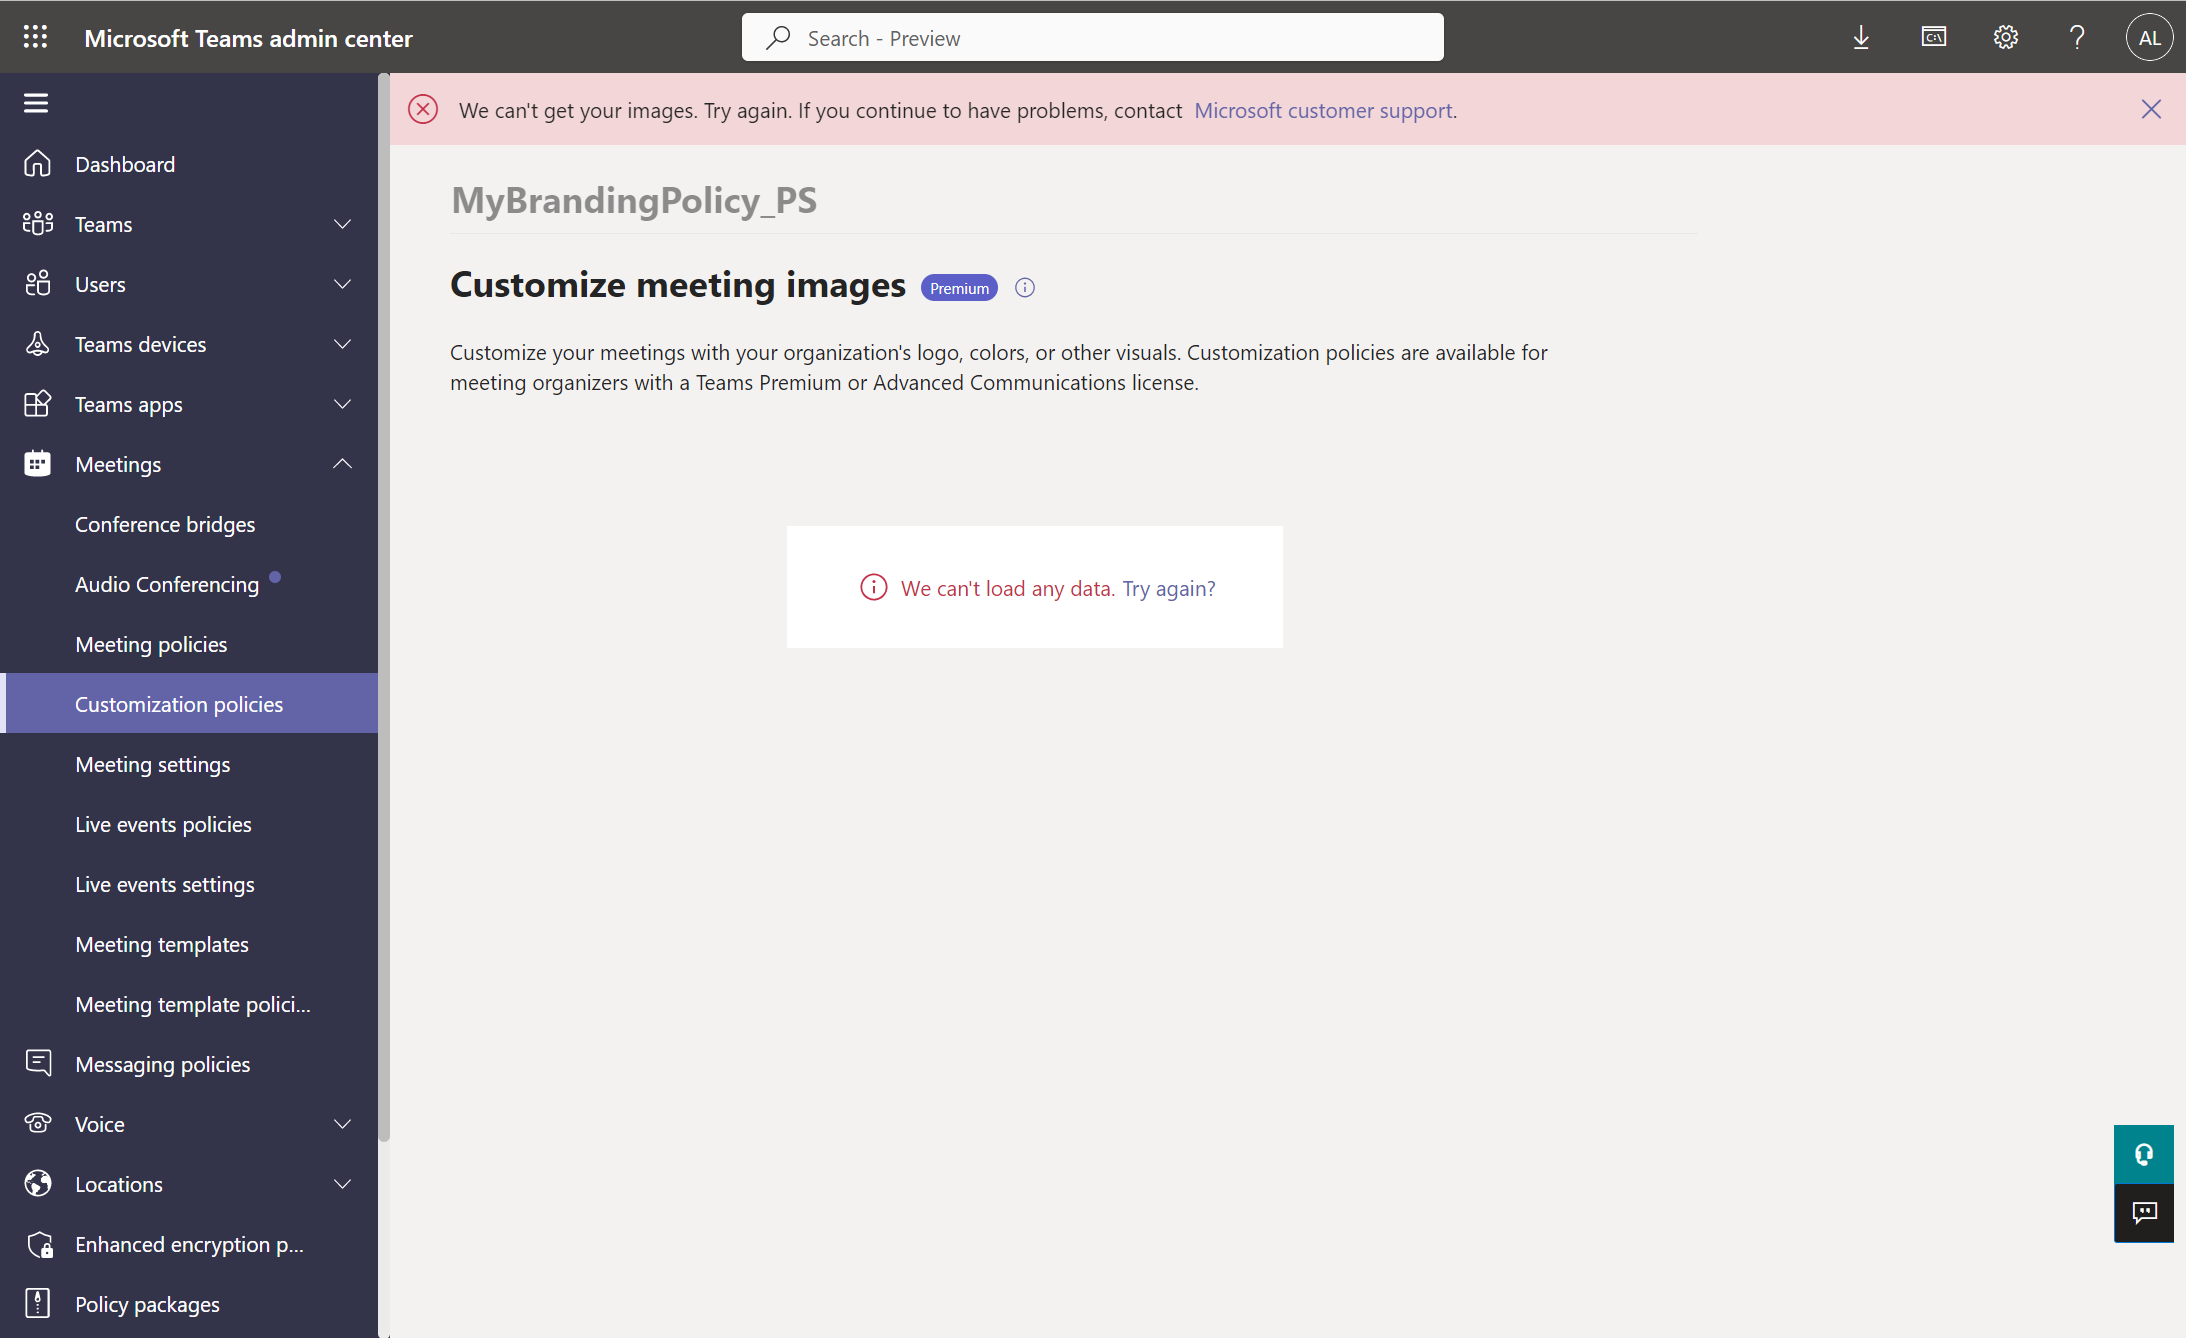 Microsoft Teams admin center
Search - Preview
C:\
AL
We can't get your images. Try again. If you continue to have problems, contact Microsoft customer support.
Dashboard
Teams
Users
Teams devices
Teams apps
Meetings
Conference bridges
Audio Conferencing
Meeting policies
Customization policies
Meeting settings
Live events policies
Live events settings
Meeting templates
Meeting template polici...
Messaging policies
Voice
Locations
Enhanced encryption p...
Policy packages
MyBrandingPolicy_PS
Customize meeting images Premium
Customize your meetings with your organization's logo, colors, or other visuals. Customization policies are available for
meeting organizers with a Teams Premium or Advanced Communications license.
We can't load any data. Try again?